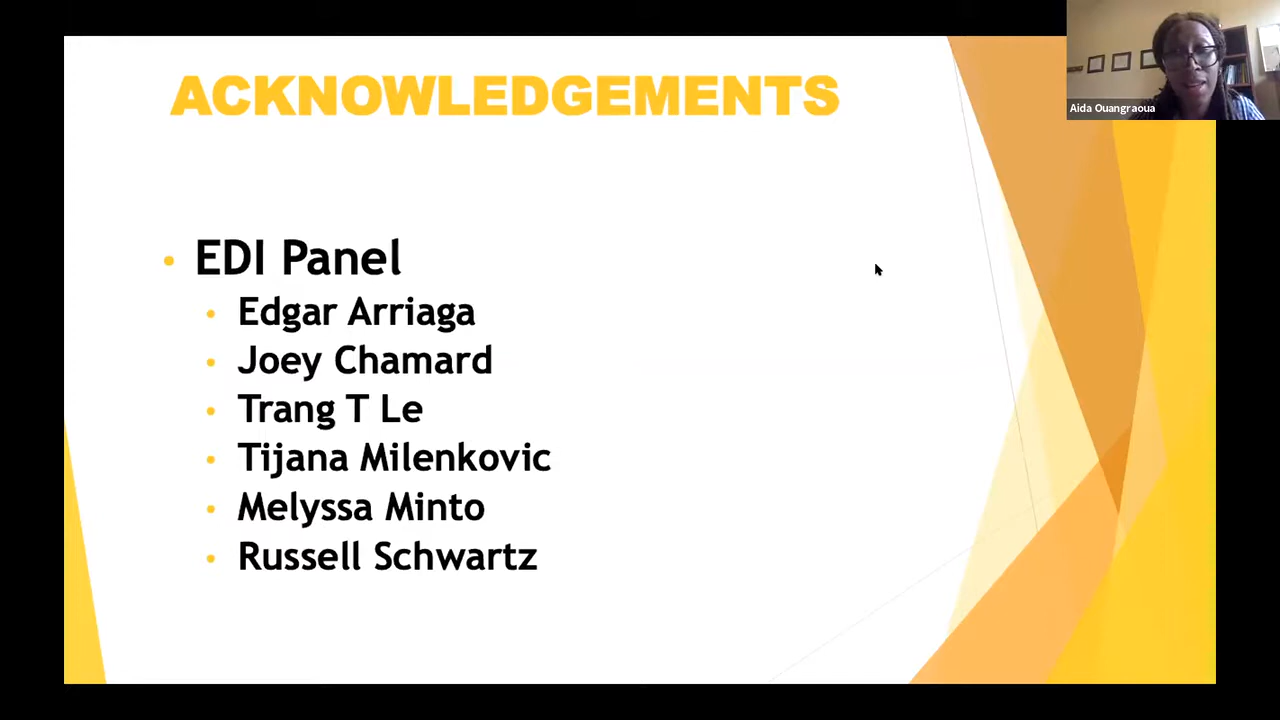 ACKNOWLEDGEMENTS
Aida Ouangraoua
• EDI Panel
• Edgar Arriaga
• Joey Chamard
• Trang T Le
• Tijana Milenkovic
• Melyssa Minto
• Russell Schwartz